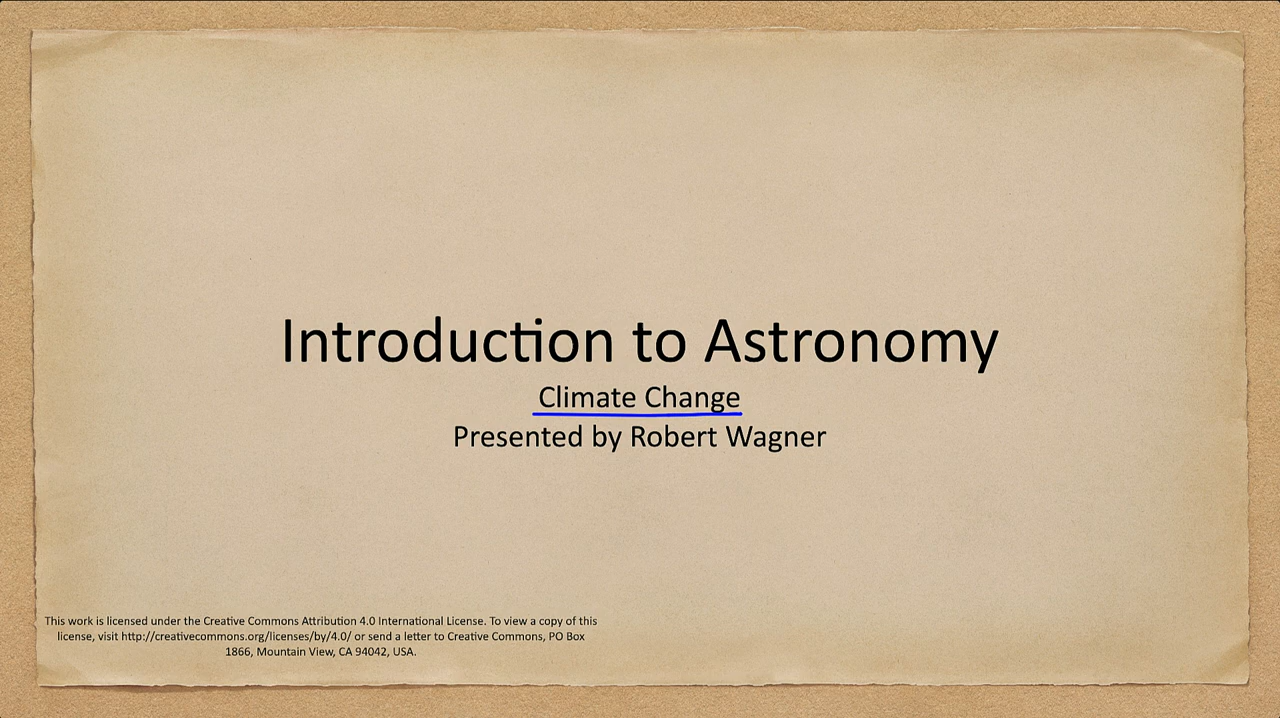 Introduction to Astronomy
Climate Change
Presented by Robert Wagner
This work is licensed under the Creative Commons Attribution 4.0 International License. To view a copy of this
license, visit http://creativecommons.org/licenses/by/4.0/ or send a letter to Creative Commons, PO Box
1866, Mountain View, CA 94042, USA.